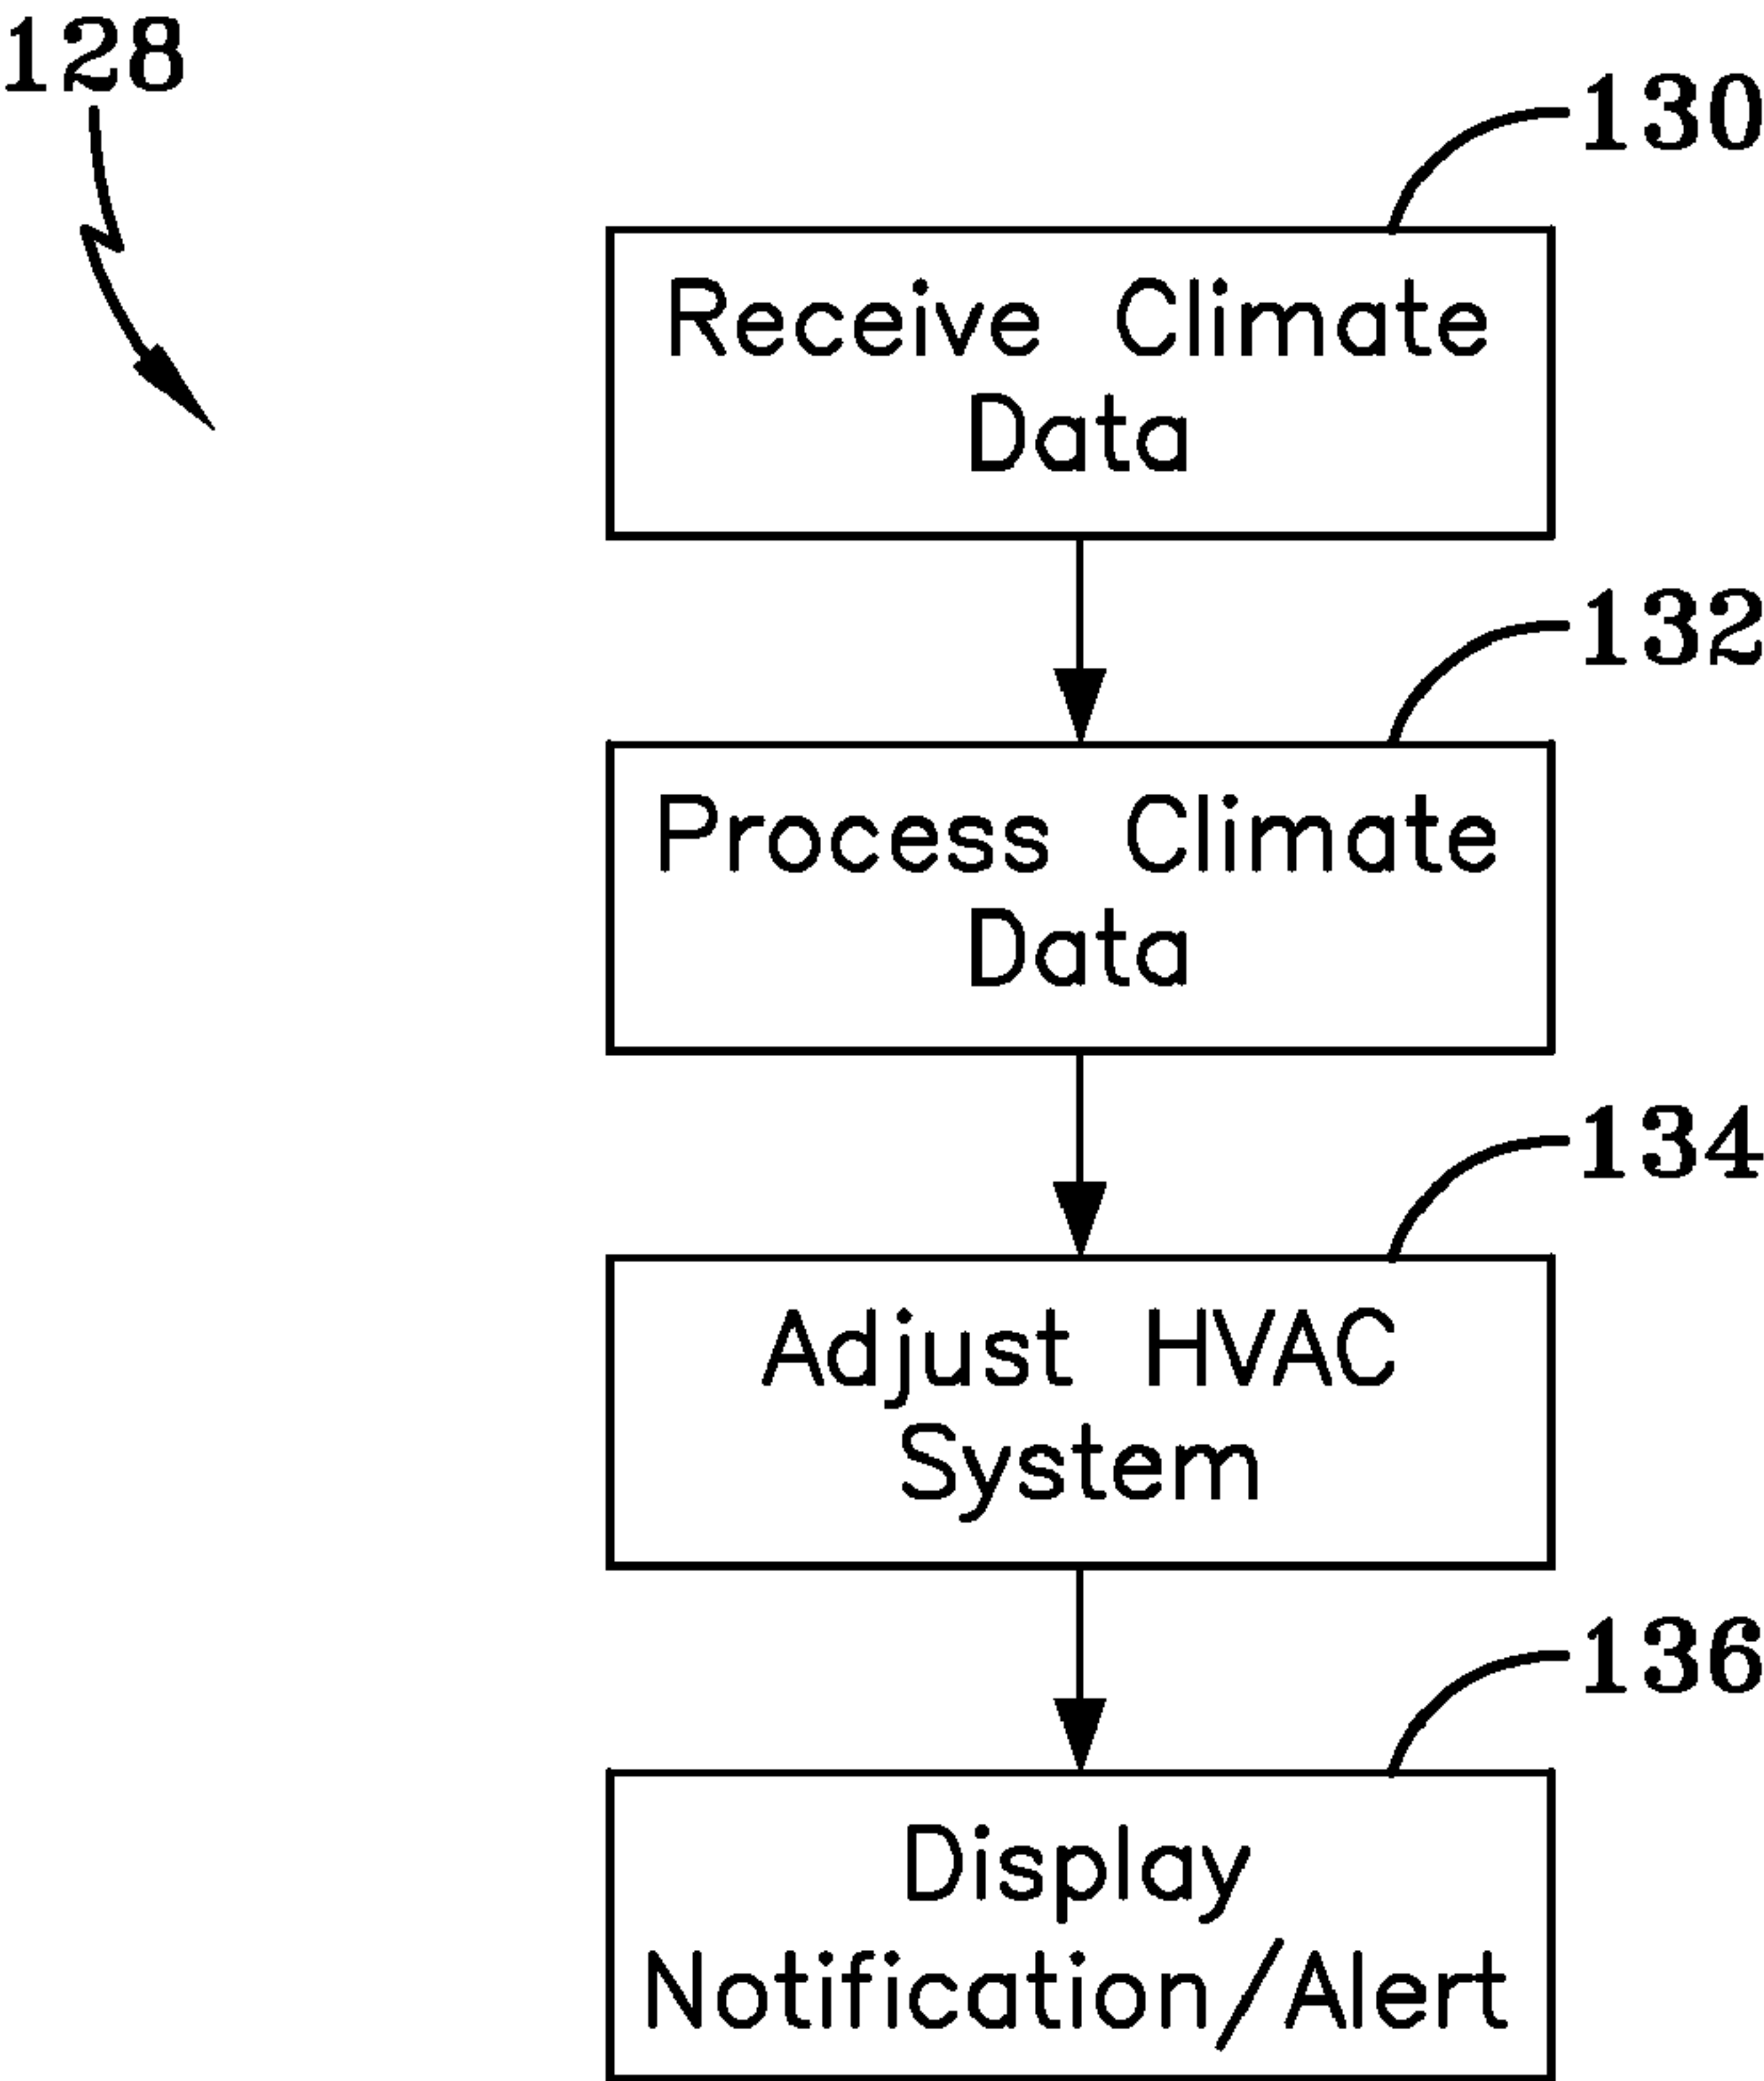 128
130
Receive Climate
Data
132
Process Climate
Data
134
Adjust HVAC
System
136
Display
Notification/Alert